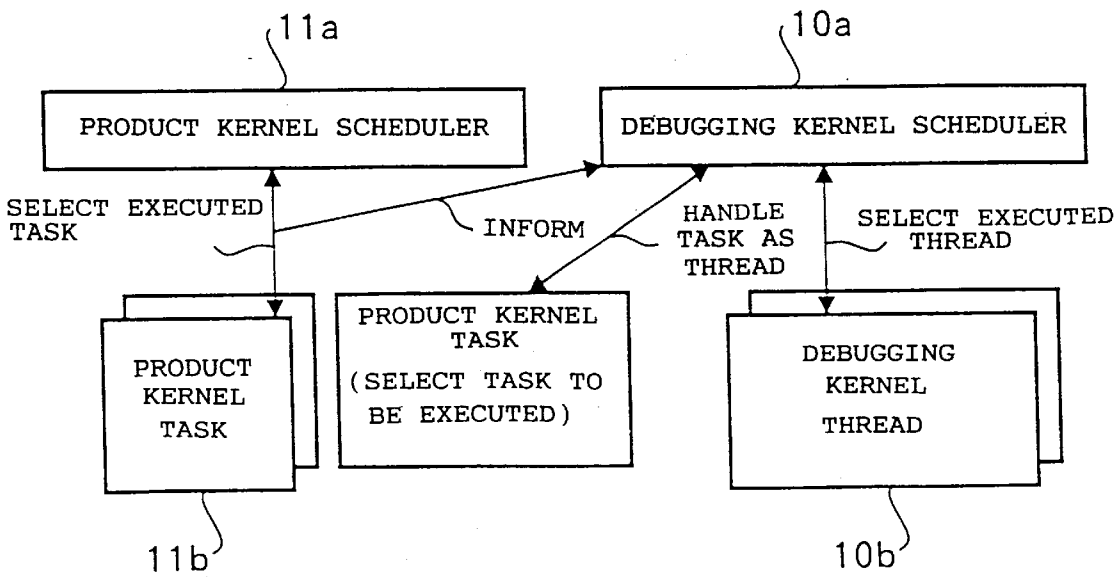 11a
10a
PRODUCT KERNEL SCHEDULER
DEBUGGING KERNEL SCHEDULER
SELECT EXECUTED
TASK
INFORM
HANDLE
TASK AS
THREAD
SELECT EXECUTED
THREAD
PRODUCT
KERNEL
TASK
PRODUCT KERNEL
TASK
(SELECT TASK TO
BE EXECUTED)
DEBUGGING
KERNEL
THREAD
11b
10b